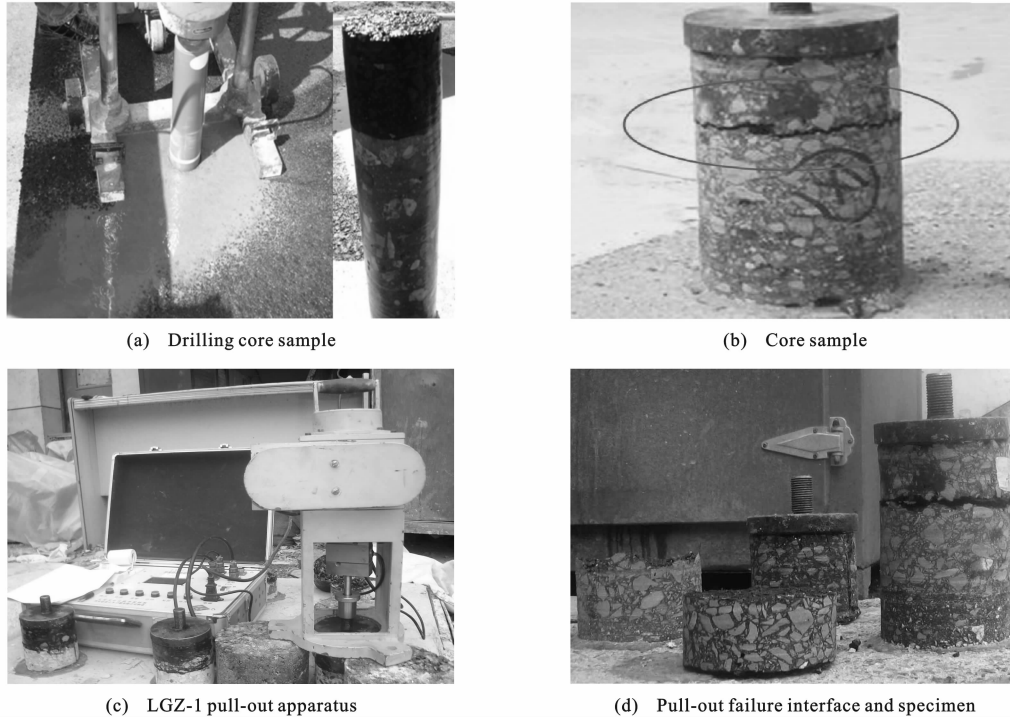 (a) Drilling core sample
(b) Core sample
(c) LGZ-1 pull-out apparatus
(d) Pull-out failure interface and specimen